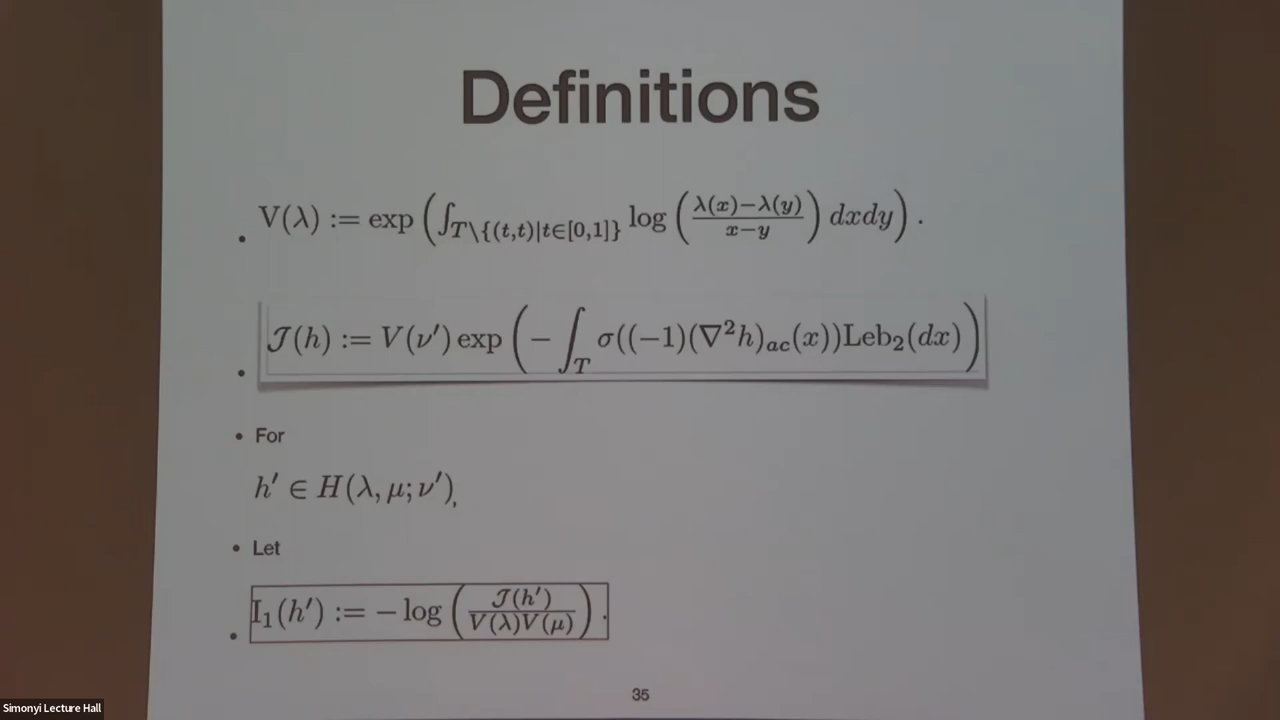 Definitions
• V(λ) := exp ( ∫_{T\{(t,t)|t∈[0,1]}} log ( (λ(x)−λ(y))/(x−y) ) dxdy ) .
• 𝒥(h) := V(ν′) exp ( − ∫_T σ((−1)(∇²h)_{ac}(x))Leb₂(dx) )
• For
h′ ∈ H(λ, μ; ν′),
• Let
• I₁(h′) := − log ( 𝒥(h′)/(V(λ)V(μ)) ) .
35
Simonyi Lecture Hall